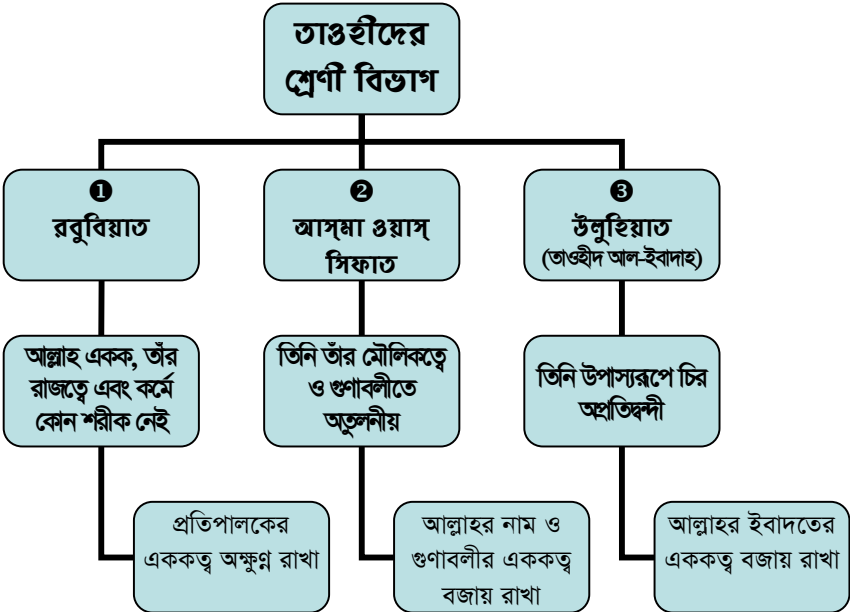 তাওহীদের
শ্রেণী বিভাগ
❶
রবুবিয়াত
❷
আস্‌মা ওয়াস্‌
সিফাত
❸
উলুহিয়াত
(তাওহীদ আল-ইবাদাহ)
আল্লাহ একক, তাঁর
রাজত্বে এবং কর্মে
কোন শরীক নেই
তিনি তাঁর মৌলিকত্বে
ও গুণাবলীতে
অতুলনীয়
তিনি উপাস্যরূপে চির
অপ্রতিদ্বন্দী
প্রতিপালকের
এককত্ব অক্ষুণ্ণ রাখা
আল্লাহর নাম ও
গুণাবলীর এককত্ব
বজায় রাখা
আল্লাহর ইবাদতের
এককত্ব বজায় রাখা